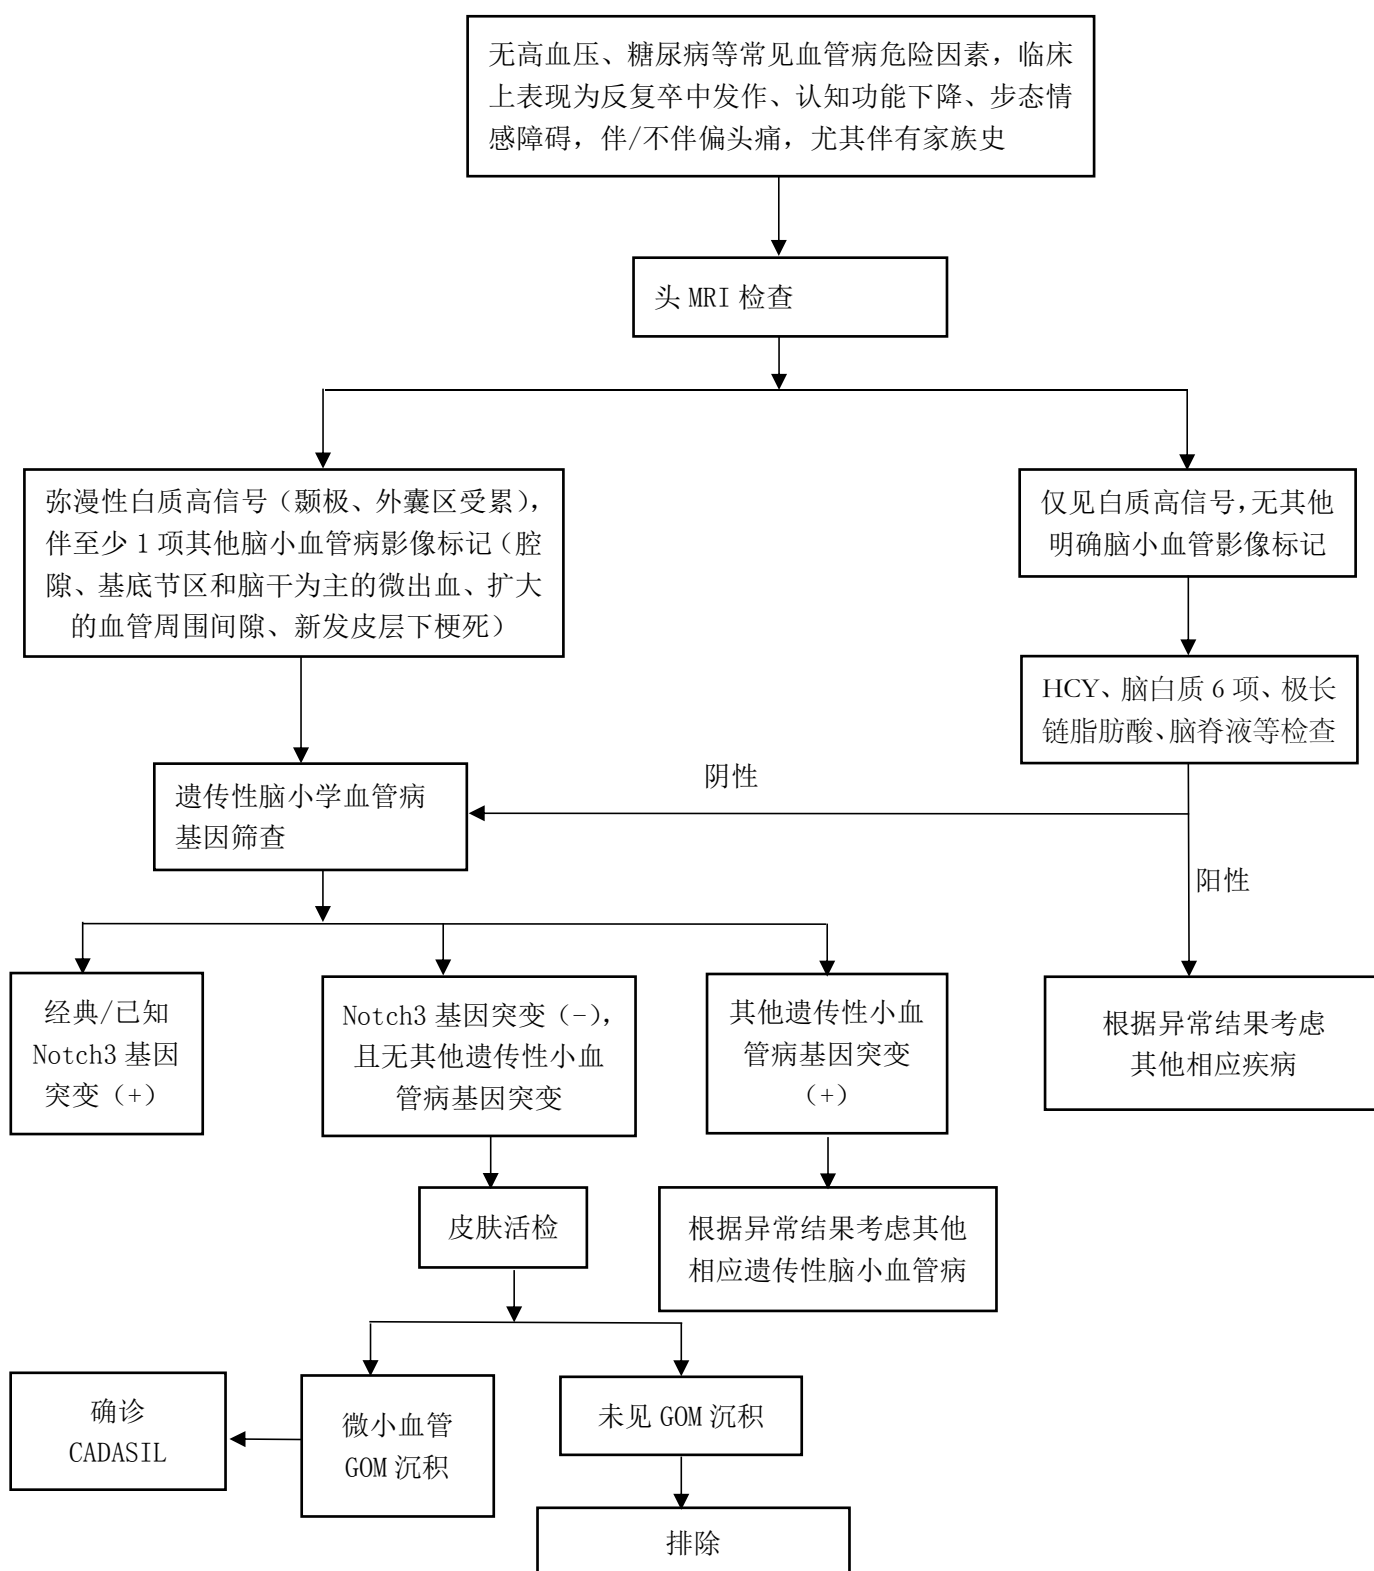 无高血压、糖尿病等常见血管病危险因素，临床
上表现为反复卒中发作、认知功能下降、步态情
感障碍，伴/不伴偏头痛，尤其伴有家族史
头 MRI 检查
弥漫性白质高信号（颞极、外囊区受累），
伴至少 1 项其他脑小血管病影像标记（腔
隙、基底节区和脑干为主的微出血、扩大
的血管周围间隙、新发皮层下梗死）
仅见白质高信号，无其他
明确脑小血管影像标记
HCY、脑白质 6 项、极长
链脂肪酸、脑脊液等检查
阴性
遗传性脑小学血管病
基因筛查
阳性
经典/已知
Notch3 基因
突变（+）
Notch3 基因突变（-），
且无其他遗传性小血
管病基因突变
其他遗传性小血
管病基因突变
（+）
根据异常结果考虑
其他相应疾病
皮肤活检
根据异常结果考虑其他
相应遗传性脑小血管病
确诊
CADASIL
微小血管
GOM 沉积
未见 GOM 沉积
排除